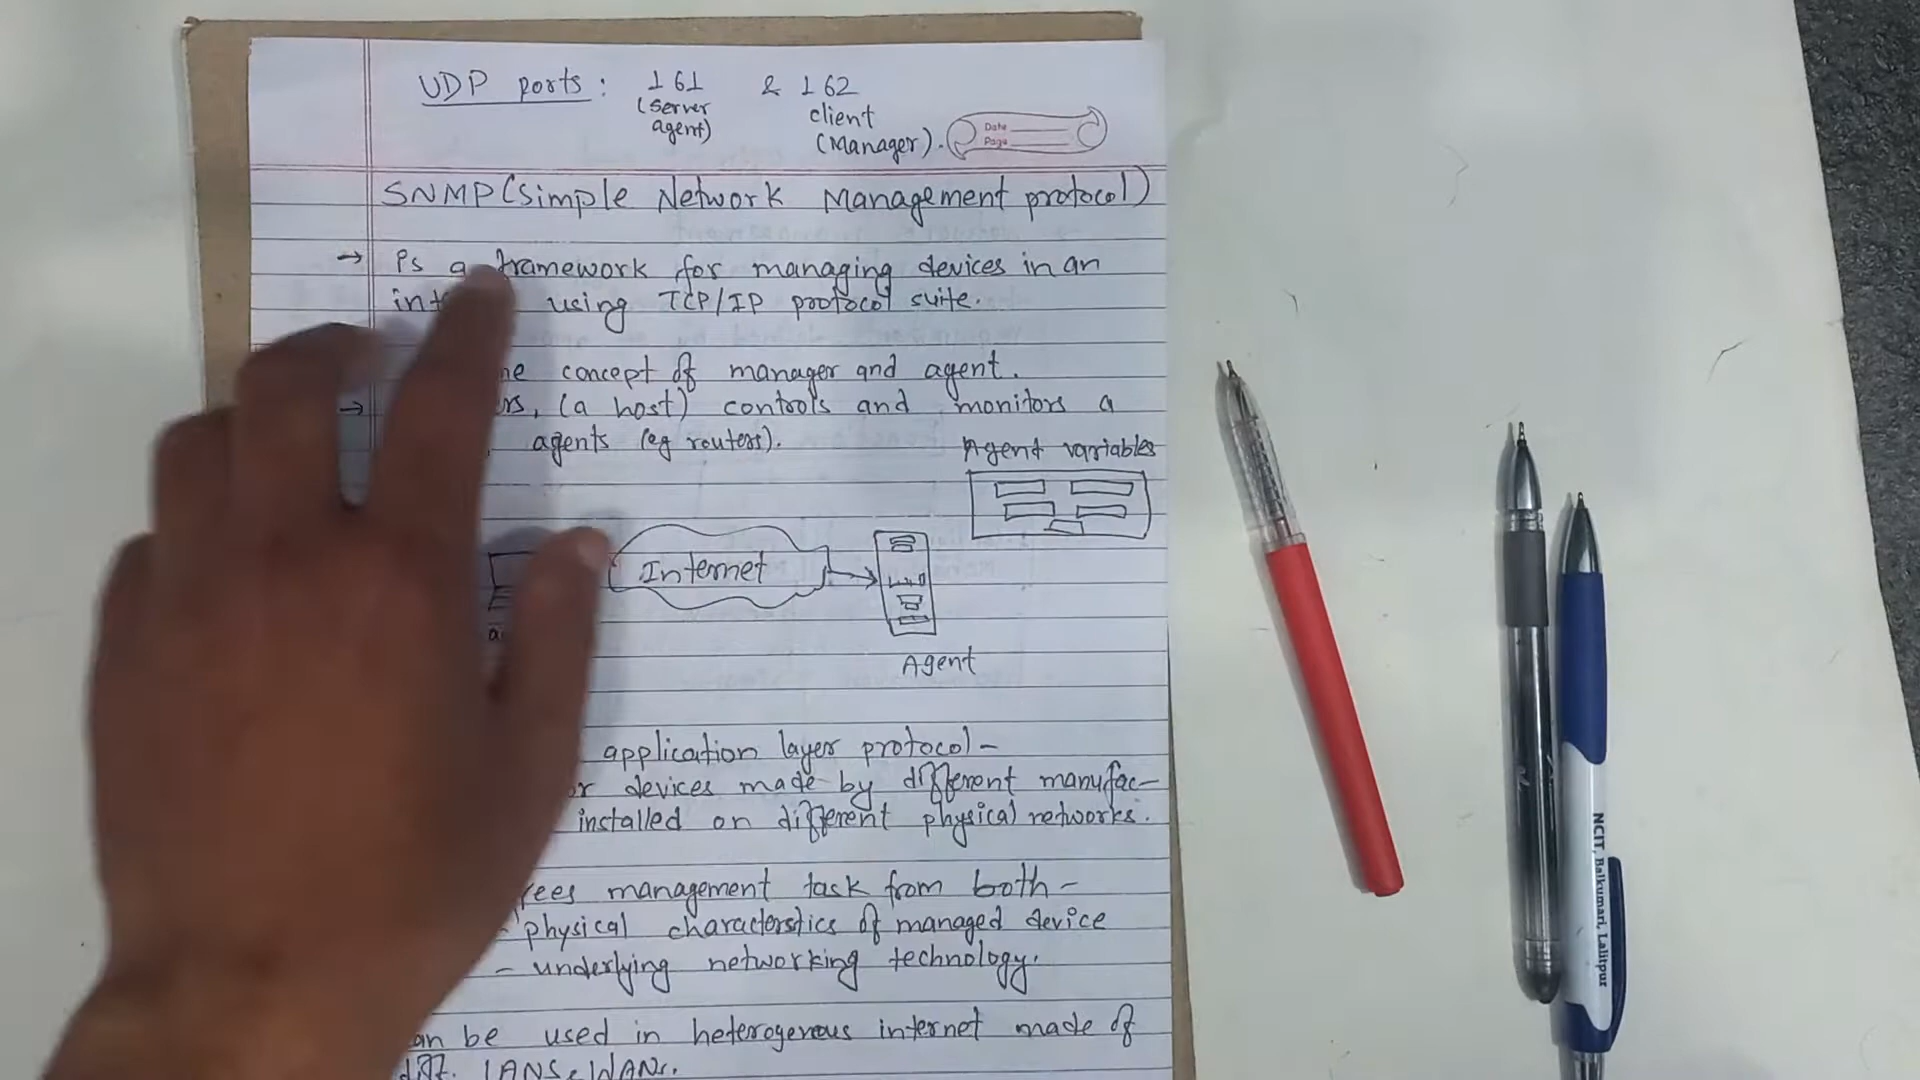 UDP ports: 161 & 162
(server client
agent) (Manager).
Date
Page
SNMP (Simple Network Management protocol)
→ is a framework for managing devices in an
using TCP/IP protocol suite.
concept of manager and agent.
→ (a host) controls and monitors a
agents (eg routers).
Agent variables
Internet
Agent
application layer protocol-
devices made by different manufac-
installed on different physical networks.
management task from both-
- physical characterstics of managed device
- underlying networking technology.
be used in heterogenous internet made of
diff. LANs & WANs.
NCIT, Balkumari, Lalitpur